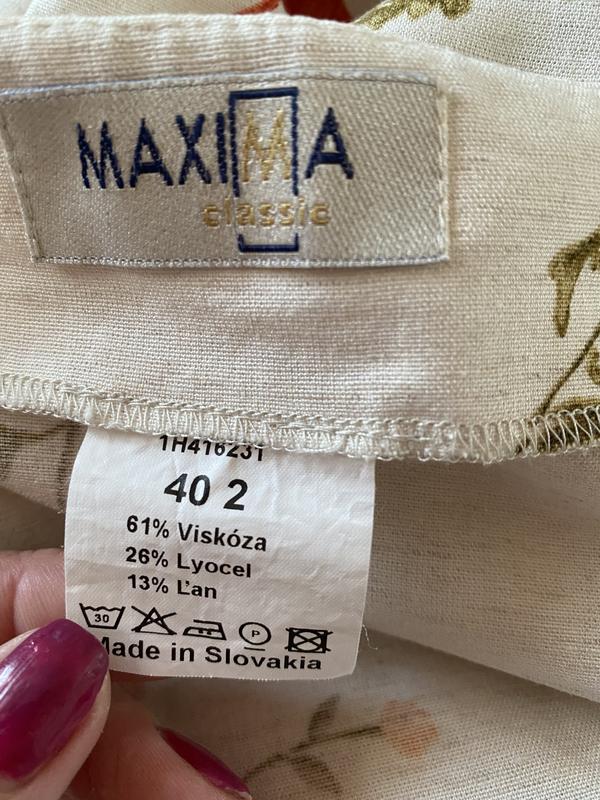 MAXIMA
classic
1H416231
40 2
61% Viskóza
26% Lyocel
13% Ľan
30
P
Made in Slovakia